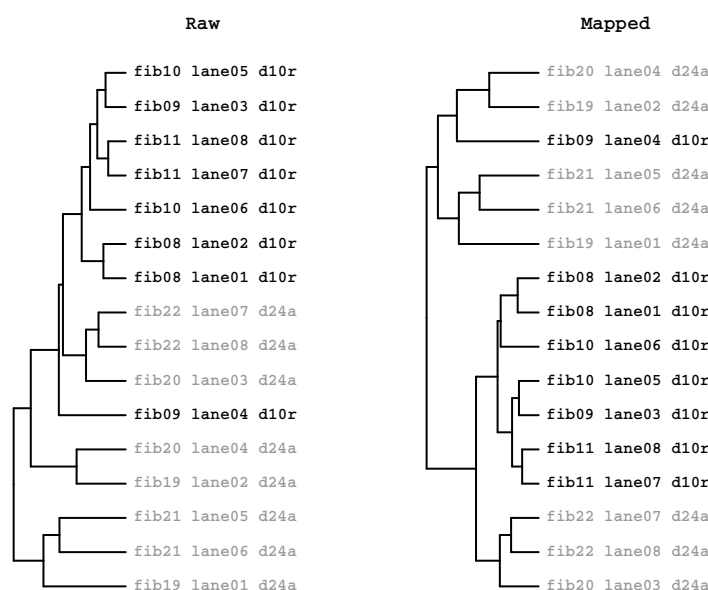 Raw
fib10 lane05 d10r
fib09 lane03 d10r
fib11 lane08 d10r
fib11 lane07 d10r
fib10 lane06 d10r
fib08 lane02 d10r
fib08 lane01 d10r
fib22 lane07 d24a
fib22 lane08 d24a
fib20 lane03 d24a
fib09 lane04 d10r
fib20 lane04 d24a
fib19 lane02 d24a
fib21 lane05 d24a
fib21 lane06 d24a
fib19 lane01 d24a
Mapped
fib20 lane04 d24a
fib19 lane02 d24a
fib09 lane04 d10r
fib21 lane05 d24a
fib21 lane06 d24a
fib19 lane01 d24a
fib08 lane02 d10r
fib08 lane01 d10r
fib10 lane06 d10r
fib10 lane05 d10r
fib09 lane03 d10r
fib11 lane08 d10r
fib11 lane07 d10r
fib22 lane07 d24a
fib22 lane08 d24a
fib20 lane03 d24a